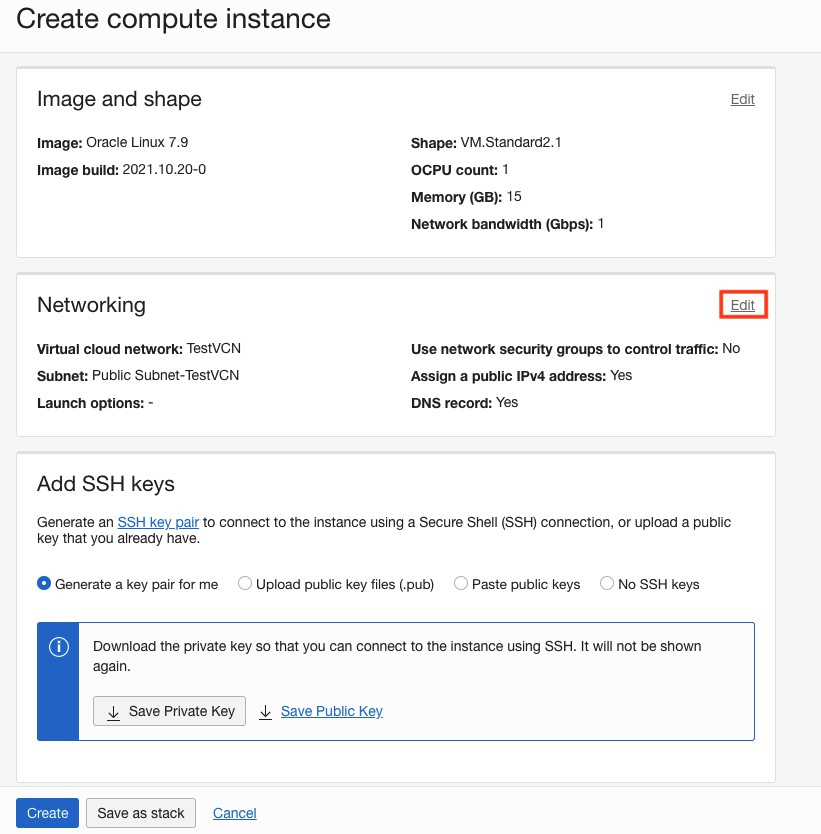 Create compute instance
Image and shape
Edit
Image: Oracle Linux 7.9
Shape: VM.Standard2.1
Image build: 2021.10.20-0
OCPU count: 1
Memory (GB): 15
Network bandwidth (Gbps): 1
Networking
Edit
Virtual cloud network: TestVCN
Use network security groups to control traffic: No
Subnet: Public Subnet-TestVCN
Assign a public IPv4 address: Yes
Launch options: -
DNS record: Yes
Add SSH keys
Generate an SSH key pair to connect to the instance using a Secure Shell (SSH) connection, or upload a public
key that you already have.
Generate a key pair for me
Upload public key files (.pub)
Paste public keys
No SSH keys
Download the private key so that you can connect to the instance using SSH. It will not be shown
again.
Save Private Key
Save Public Key
Create
Save as stack
Cancel